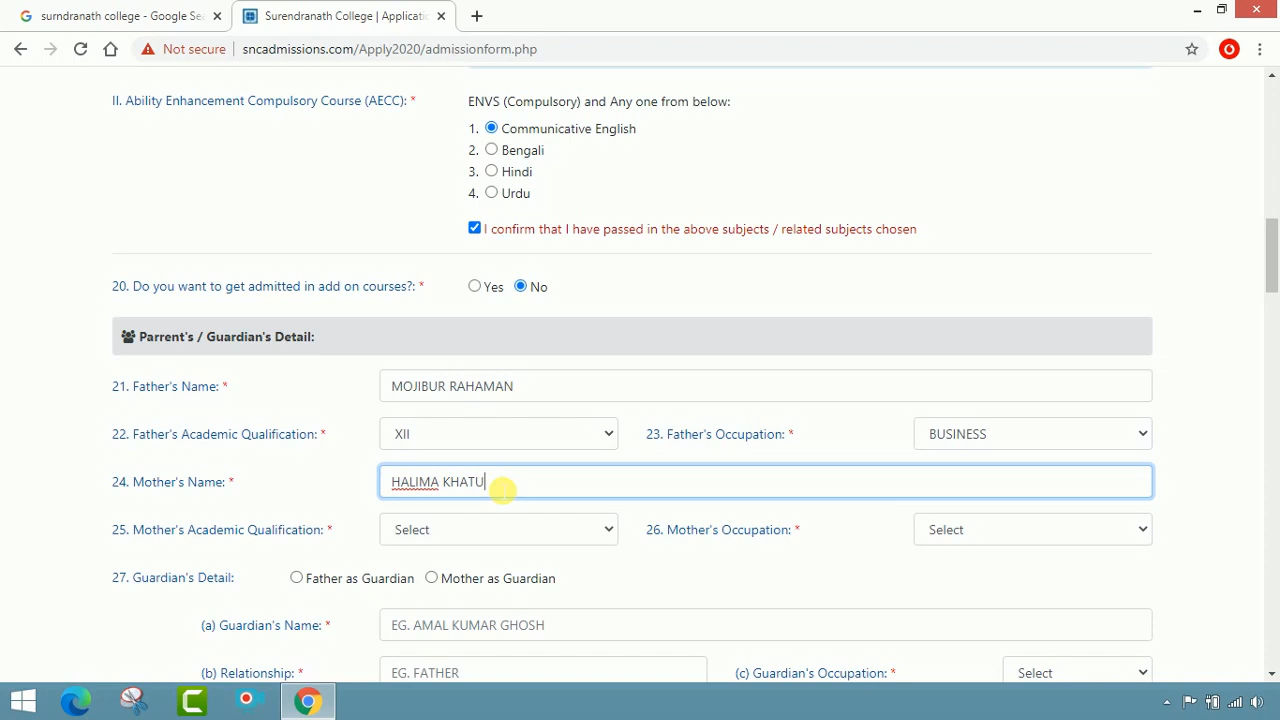 surndranath college - Google Sec
Surendranath College | Applicatio
Not secure
sncadmissions.com/Apply2020/admissionform.php
II. Ability Enhancement Compulsory Course (AECC): *
ENVS (Compulsory) and Any one from below:
1. Communicative English
2. Bengali
3. Hindi
4. Urdu
I confirm that I have passed in the above subjects / related subjects chosen
20. Do you want to get admitted in add on courses?: * Yes No
Parrent's / Guardian's Detail:
21. Father's Name: * MOJIBUR RAHAMAN
22. Father's Academic Qualification: * XII 23. Father's Occupation: * BUSINESS
24. Mother's Name: * HALIMA KHATU
25. Mother's Academic Qualification: * Select 26. Mother's Occupation: * Select
27. Guardian's Detail: Father as Guardian Mother as Guardian
(a) Guardian's Name: * EG. AMAL KUMAR GHOSH
(b) Relationship: * EG. FATHER (c) Guardian's Occupation: * Select